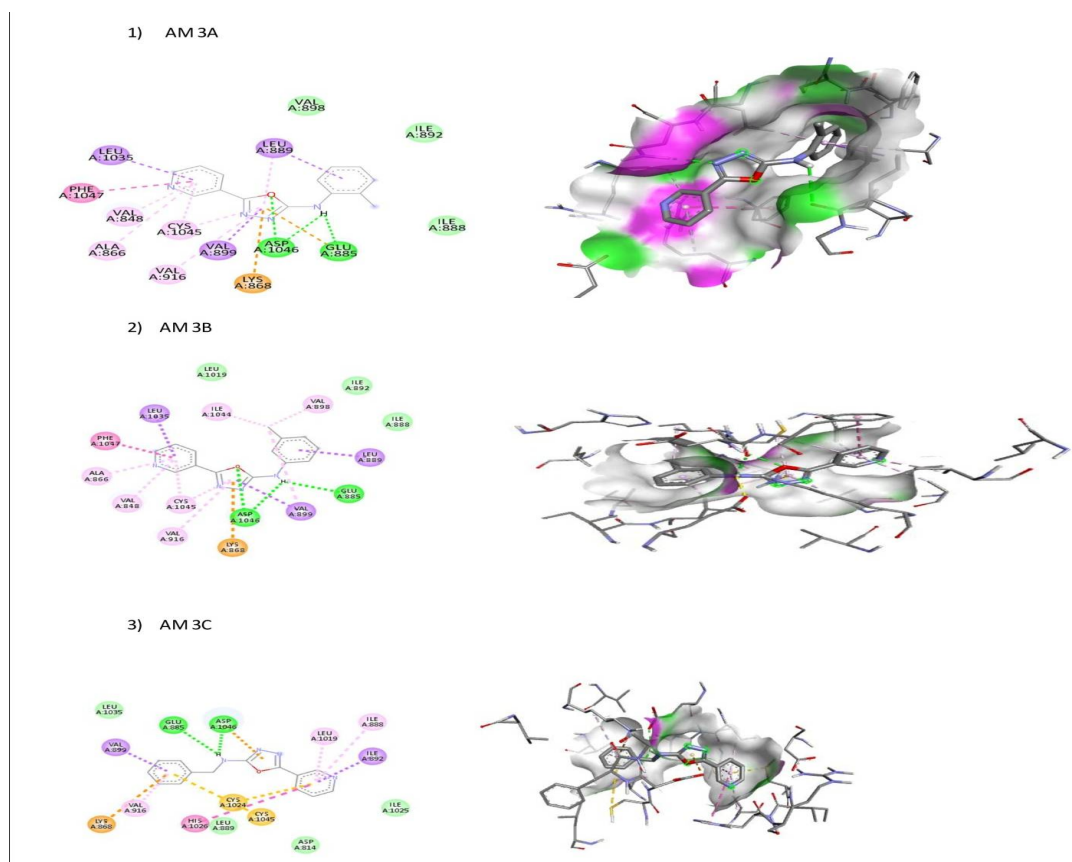 1) AM 3A
VAL
A:898
ILE
A:892
LEU
A:889
LEU
A:1035
PHE
A:1047
VAL
A:848
CYS
A:1045
ILE
A:888
ALA
A:866
VAL
A:899
ASP
A:1046
GLU
A:885
VAL
A:916
LYS
A:868
N
N
N
N
O
H
2) AM 3B
LEU
A:1019
ILE
A:892
ILE
A:1044
VAL
A:898
LEU
A:1035
ILE
A:888
PHE
A:1047
LEU
A:889
ALA
A:866
GLU
A:885
VAL
A:848
CYS
A:1045
ASP
A:1046
VAL
A:899
VAL
A:916
LYS
A:868
3) AM 3C
LEU
A:1035
GLU
A:885
ASP
A:1046
ILE
A:888
LEU
A:1019
VAL
A:899
ILE
A:892
VAL
A:916
CYS
A:1024
CYS
A:1045
ILE
A:1025
LYS
A:868
HIS
A:1026
LEU
A:889
ASP
A:814